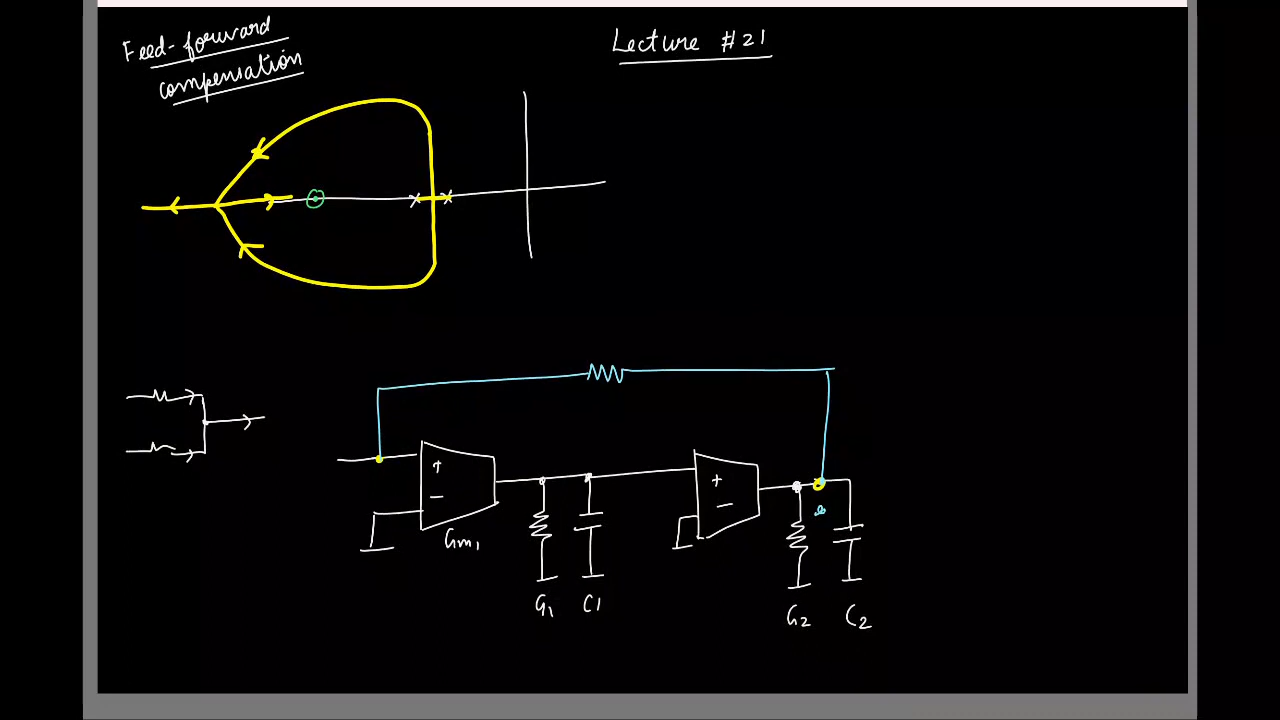 Feed-forward
compensation
Lecture #21
+
-
Gm1
+
-
G1
C1
G2
C2